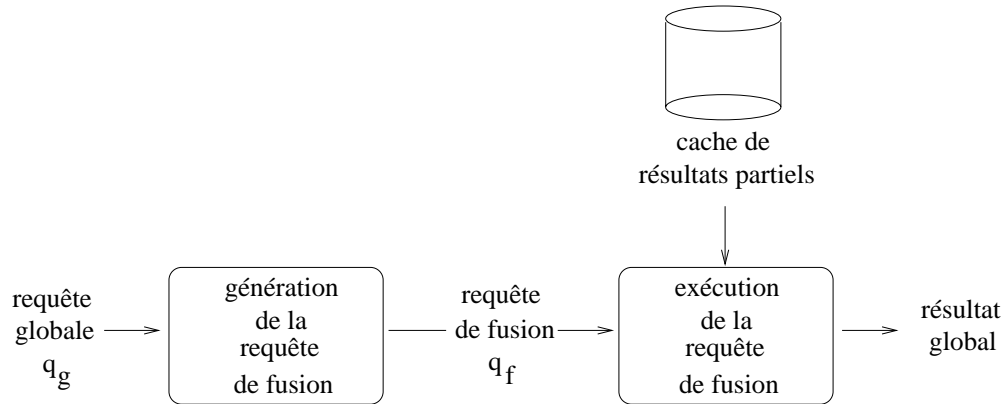 cache de
résultats partiels
requête
globale
q_g
génération
de la
requête
de fusion
requête
de fusion
q_f
exécution
de la
requête
de fusion
résultat
global